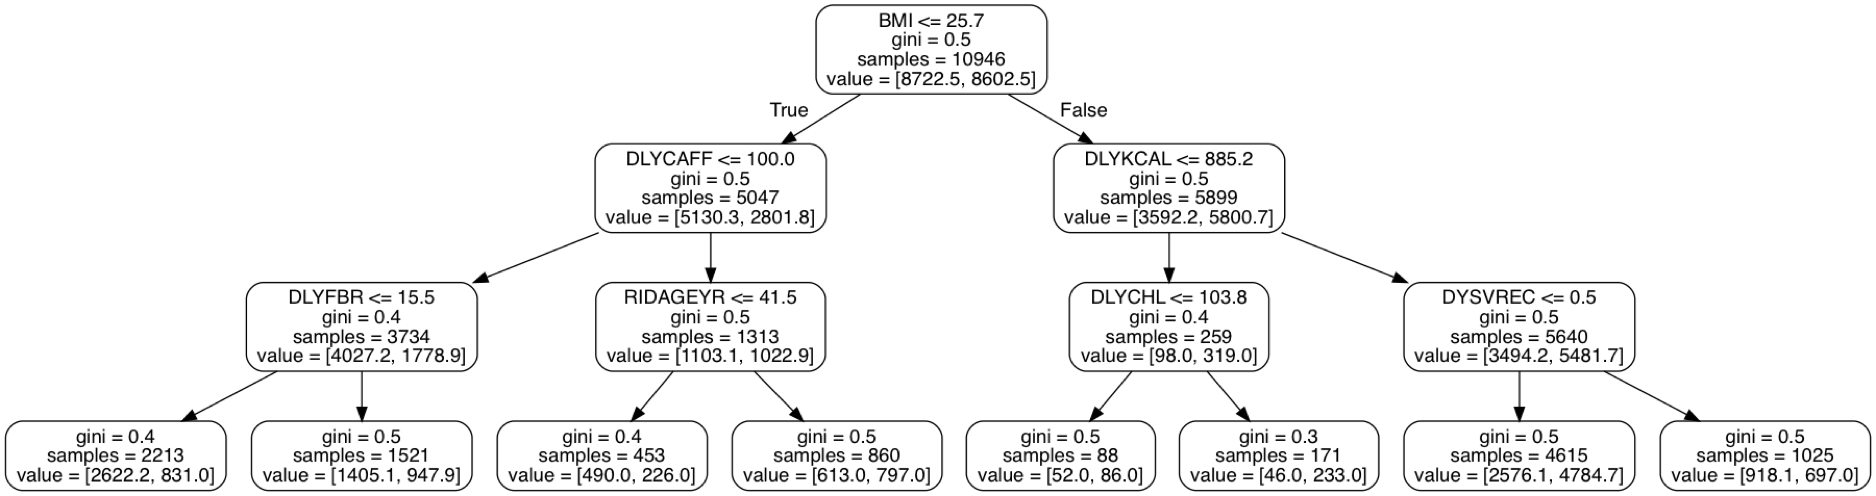 BMI <= 25.7
gini = 0.5
samples = 10946
value = [8722.5, 8602.5]
True
False
DLYCAFF <= 100.0
gini = 0.5
samples = 5047
value = [5130.3, 2801.8]
DLYKCAL <= 885.2
gini = 0.5
samples = 5899
value = [3592.2, 5800.7]
DLYFBR <= 15.5
gini = 0.4
samples = 3734
value = [4027.2, 1778.9]
RIDAGEYR <= 41.5
gini = 0.5
samples = 1313
value = [1103.1, 1022.9]
DLYCHL <= 103.8
gini = 0.4
samples = 259
value = [98.0, 319.0]
DYSVREC <= 0.5
gini = 0.5
samples = 5640
value = [3494.2, 5481.7]
gini = 0.4
samples = 2213
value = [2622.2, 831.0]
gini = 0.5
samples = 1521
value = [1405.1, 947.9]
gini = 0.4
samples = 453
value = [490.0, 226.0]
gini = 0.5
samples = 860
value = [613.0, 797.0]
gini = 0.5
samples = 88
value = [52.0, 86.0]
gini = 0.3
samples = 171
value = [46.0, 233.0]
gini = 0.5
samples = 4615
value = [2576.1, 4784.7]
gini = 0.5
samples = 1025
value = [918.1, 697.0]